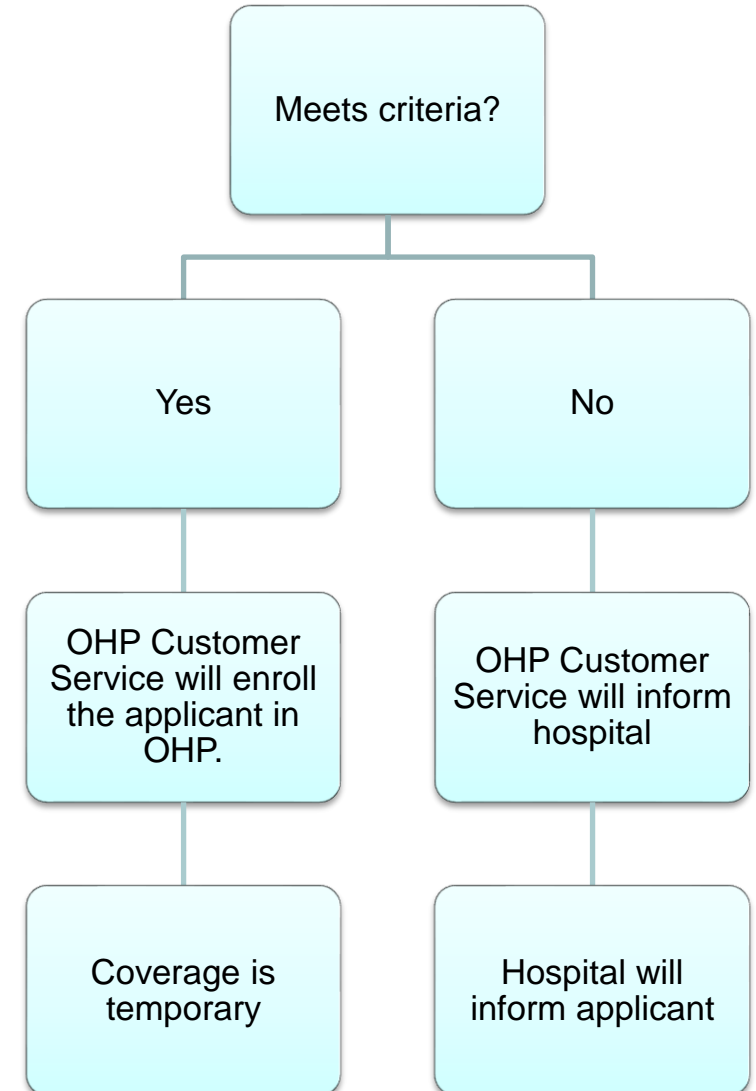 Meets criteria?
Yes
No
OHP Customer
Service will enroll
the applicant in
OHP.
OHP Customer
Service will inform
hospital
Coverage is
temporary
Hospital will
inform applicant